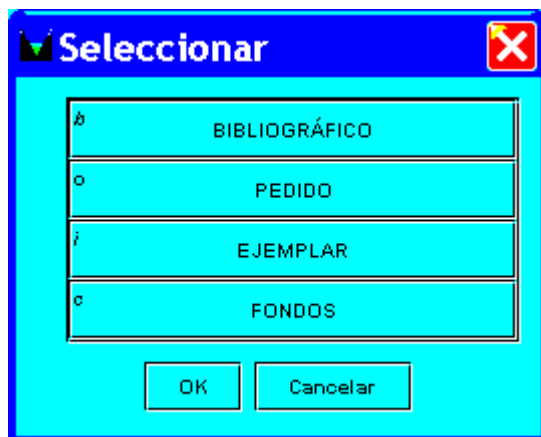 Seleccionar
b BIBLIOGRÁFICO
o PEDIDO
i EJEMPLAR
c FONDOS
OK Cancelar